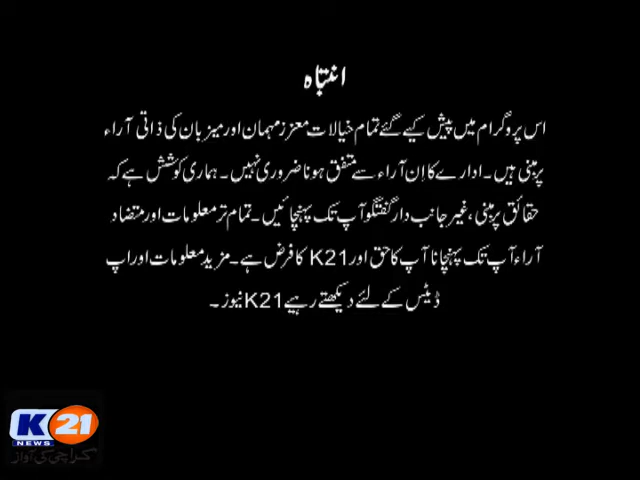 انتباہ
اس پروگرام میں پیش کیے گئے تمام خیالات معزز مہمان اور میزبان کی ذاتی آراء
پر مبنی ہیں۔ ادارے کا اِن آراء سے متفق ہونا ضروری نہیں۔ ہماری کوشش ہے کہ
حقائق پر مبنی، غیر جانب دار گفتگو آپ تک پہنچائیں۔ تمام تر معلومات اور متضاد
آراء آپ تک پہنچانا آپ کا حق اور K21 کا فرض ہے۔ مزید معلومات اور اپ
ڈیٹس کے لئے دیکھتے رہیے K21 نیوز۔
K21
NEWS
کراچی کی آواز